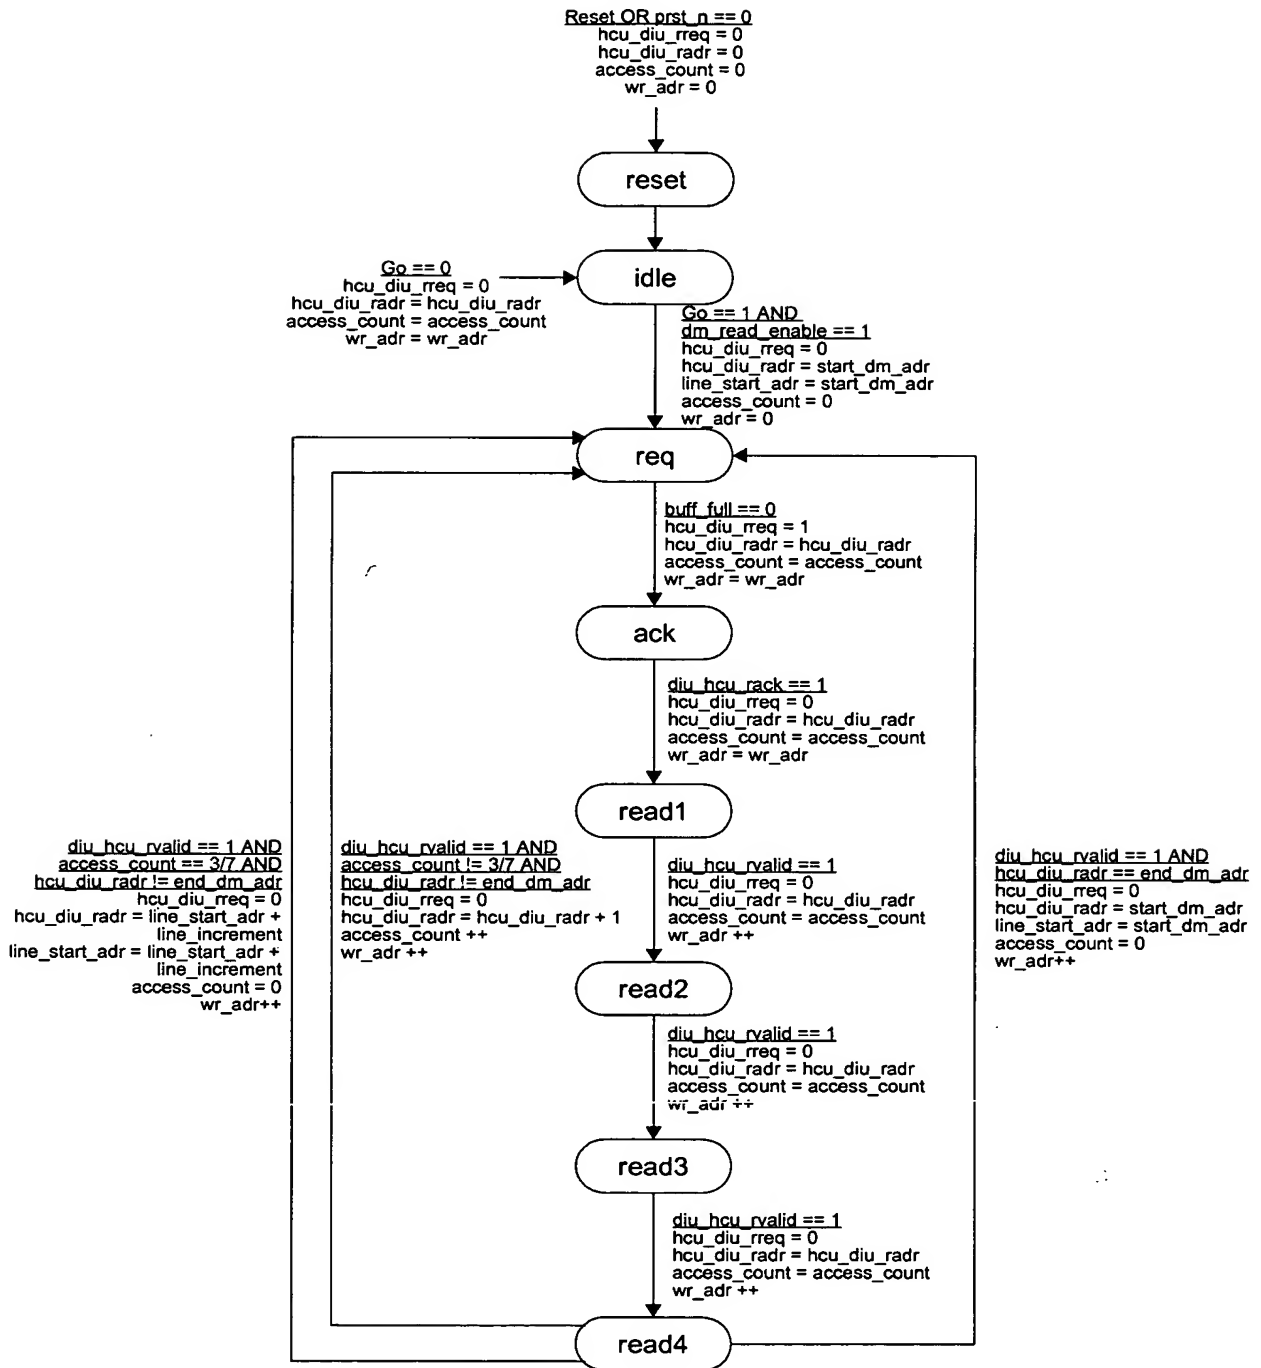 Reset OR prst_n == 0
hcu_diu_rreq = 0
hcu_diu_radr = 0
access_count = 0
wr_adr = 0
reset
idle
Go == 0
hcu_diu_rreq = 0
hcu_diu_radr = hcu_diu_radr
access_count = access_count
wr_adr = wr_adr
Go == 1 AND
dm_read_enable == 1
hcu_diu_rreq = 0
hcu_diu_radr = start_dm_adr
line_start_adr = start_dm_adr
access_count = 0
wr_adr = 0
req
buff_full == 0
hcu_diu_rreq = 1
hcu_diu_radr = hcu_diu_radr
access_count = access_count
wr_adr = wr_adr
ack
diu_hcu_rack == 1
hcu_diu_rreq = 0
hcu_diu_radr = hcu_diu_radr
access_count = access_count
wr_adr = wr_adr
read1
diu_hcu_rvalid == 1 AND
access_count == 3/7 AND
hcu_diu_radr != end_dm_adr
hcu_diu_rreq = 0
hcu_diu_radr = line_start_adr +
line_increment
line_start_adr = line_start_adr +
line_increment
access_count = 0
wr_adr++
diu_hcu_rvalid == 1 AND
access_count != 3/7 AND
hcu_diu_radr != end_dm_adr
hcu_diu_rreq = 0
hcu_diu_radr = hcu_diu_radr + 1
access_count ++
wr_adr ++
diu_hcu_rvalid == 1
hcu_diu_rreq = 0
hcu_diu_radr = hcu_diu_radr
access_count = access_count
wr_adr ++
diu_hcu_rvalid == 1 AND
hcu_diu_radr == end_dm_adr
hcu_diu_rreq = 0
hcu_diu_radr = start_dm_adr
line_start_adr = start_dm_adr
access_count = 0
wr_adr++
read2
diu_hcu_rvalid == 1
hcu_diu_rreq = 0
hcu_diu_radr = hcu_diu_radr
access_count = access_count
wr_adr ++
read3
diu_hcu_rvalid == 1
hcu_diu_rreq = 0
hcu_diu_radr = hcu_diu_radr
access_count = access_count
wr_adr ++
read4